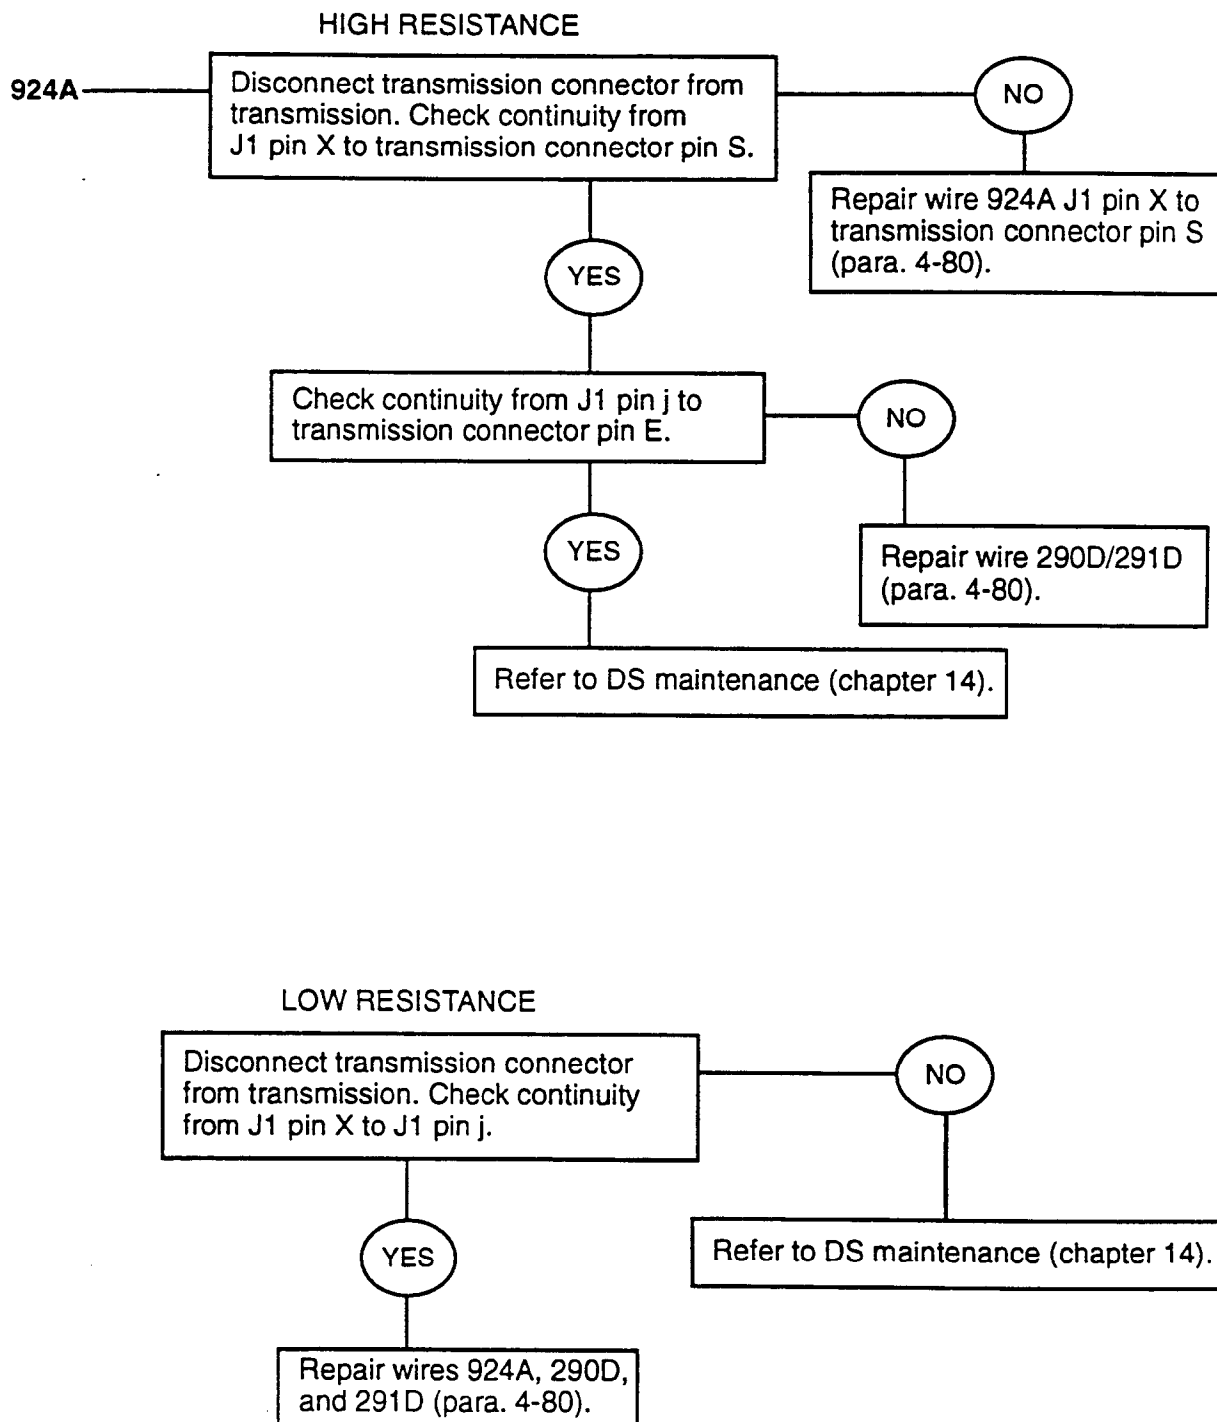 HIGH RESISTANCE
924A
Disconnect transmission connector from
transmission. Check continuity from
J1 pin X to transmission connector pin S.
NO
Repair wire 924A J1 pin X to
transmission connector pin S
(para. 4-80).
YES
Check continuity from J1 pin j to
transmission connector pin E.
NO
Repair wire 290D/291D
(para. 4-80).
YES
Refer to DS maintenance (chapter 14).
LOW RESISTANCE
Disconnect transmission connector
from transmission. Check continuity
from J1 pin X to J1 pin j.
NO
Refer to DS maintenance (chapter 14).
YES
Repair wires 924A, 290D,
and 291D (para. 4-80).